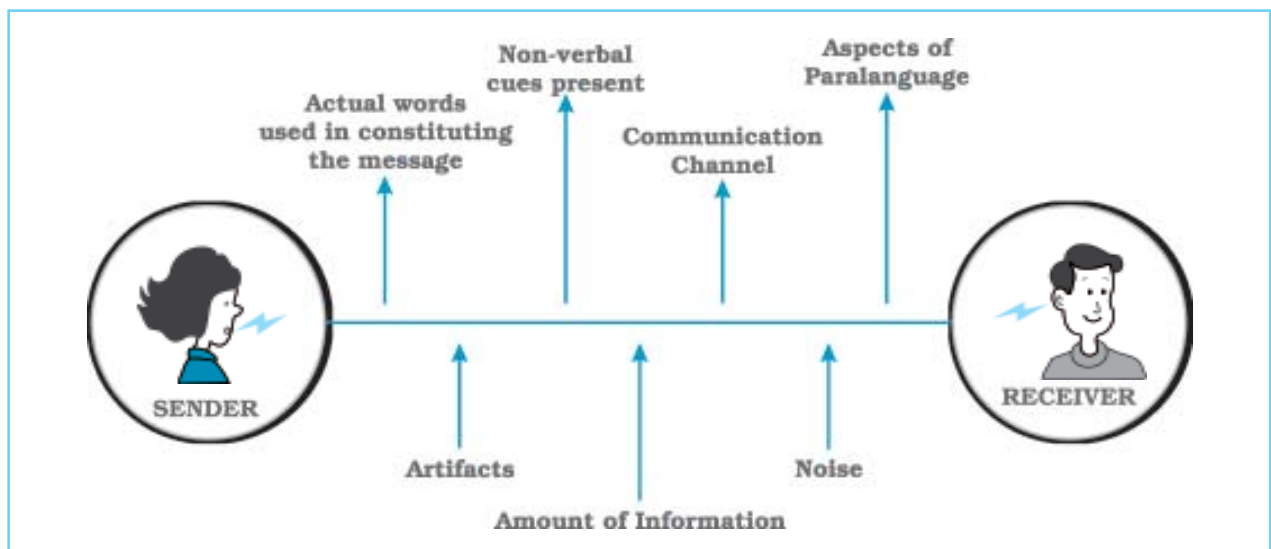 Non-verbal
cues present
Aspects of
Paralanguage
Actual words
used in constituting
the message
Communication
Channel
SENDER
RECEIVER
Artifacts
Noise
Amount of Information